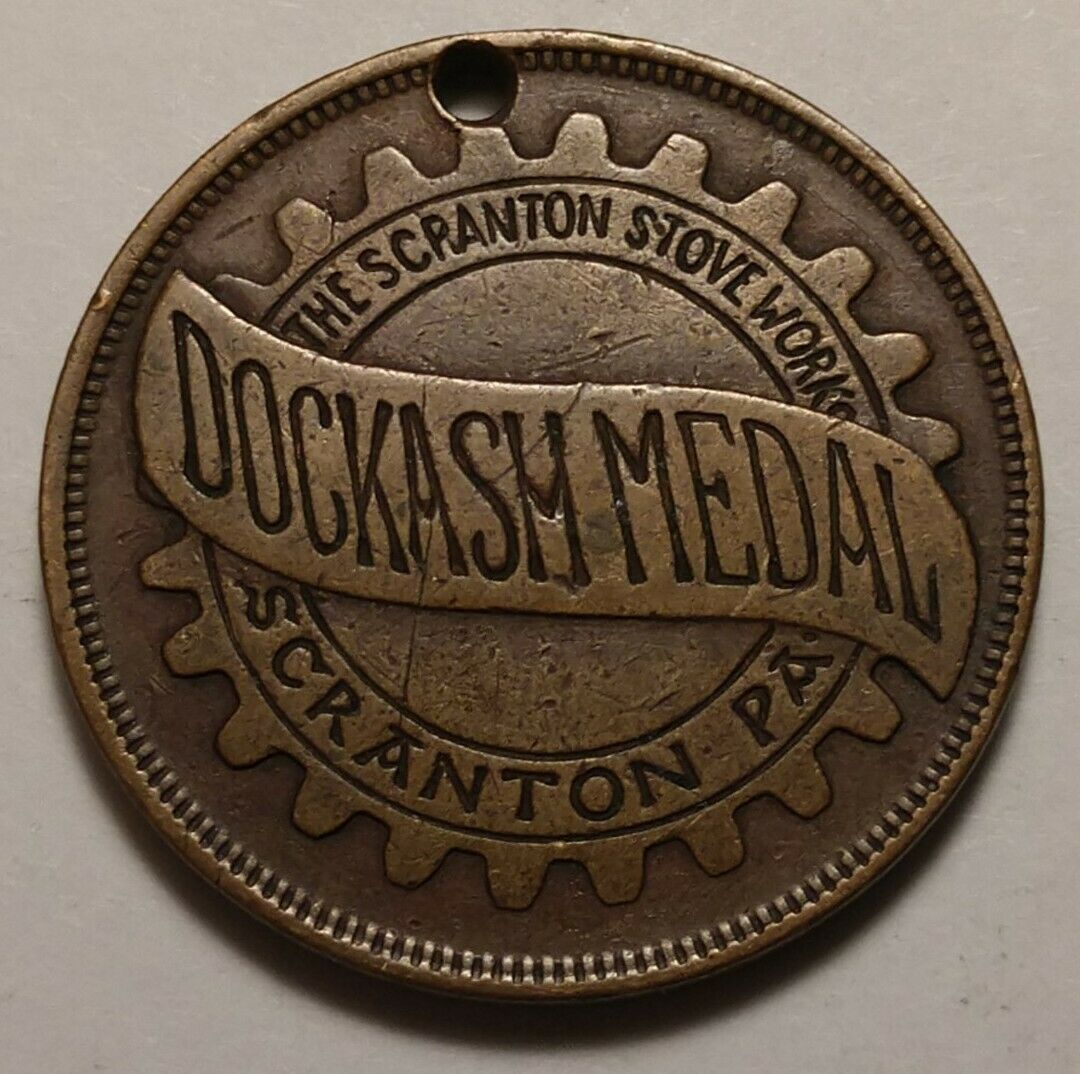 THE SCRANTON STOVE WORKS
DOCKASH MEDAL
SCRANTON PA.